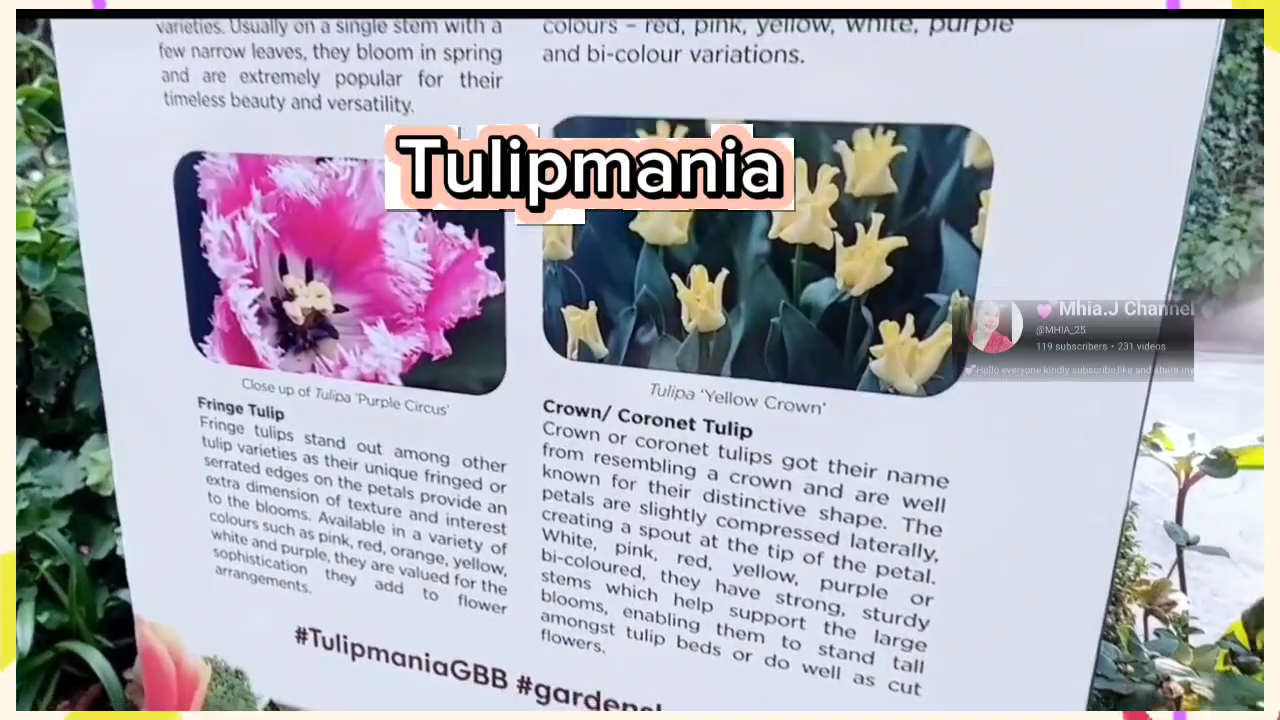 varieties. Usually on a single stem with a
few narrow leaves, they bloom in spring
and are extremely popular for their
timeless beauty and versatility.
colours – red, pink, yellow, white, purple
and bi-colour variations.
Tulipmania
Close up of Tulipa 'Purple Circus'
Fringe Tulip
Fringe tulips stand out among other
tulip varieties as their unique fringed or
serrated edges on the petals provide an
extra dimension of texture and interest
to the blooms. Available in a variety of
colours such as pink, red, orange, yellow,
white and purple, they are valued for the
sophistication they add to flower
arrangements.
Tulipa 'Yellow Crown'
Crown/ Coronet Tulip
Crown or coronet tulips got their name
from resembling a crown and are well
known for their distinctive shape. The
petals are slightly compressed laterally,
creating a spout at the tip of the petal.
White, pink, red, yellow, purple or
bi-coloured, they have strong, sturdy
stems which help support the large
blooms, enabling them to stand tall
amongst tulip beds or do well as cut
flowers.
Mhia.J Channel
@MHIA_25
119 subscribers • 231 videos
Hello everyone kindly subscribe,like and share my
#TulipmaniaGBB